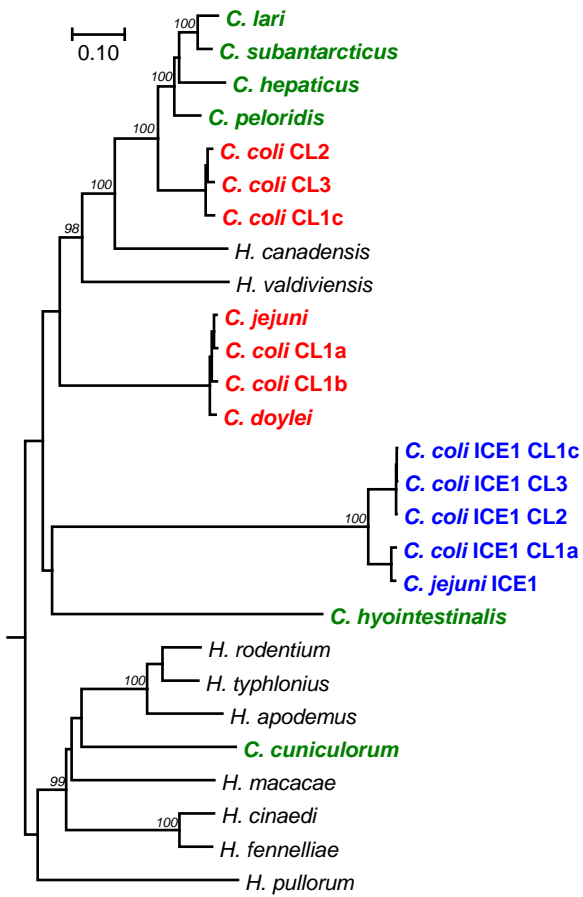 C. lari
100
0.10
C. subantarcticus
C. hepaticus
100
C. peloridis
100
C. coli CL2
100
C. coli CL3
C. coli CL1c
98
H. canadensis
H. valdiviensis
C. jejuni
C. coli CL1a
C. coli CL1b
C. doylei
C. coli ICE1 CL1c
C. coli ICE1 CL3
C. coli ICE1 CL2
100
C. coli ICE1 CL1a
C. jejuni ICE1
C. hyointestinalis
H. rodentium
100
H. typhlonius
H. apodemus
C. cuniculorum
99
H. macacae
H. cinaedi
100
H. fennelliae
H. pullorum